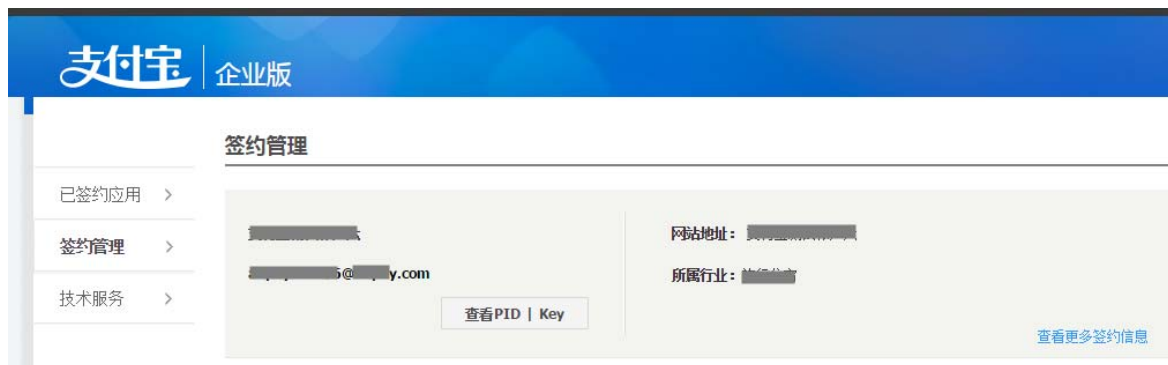 支付宝 企业版
签约管理
已签约应用
签约管理
技术服务
5@ y.com
查看PID | Key
网站地址：
所属行业：
查看更多签约信息